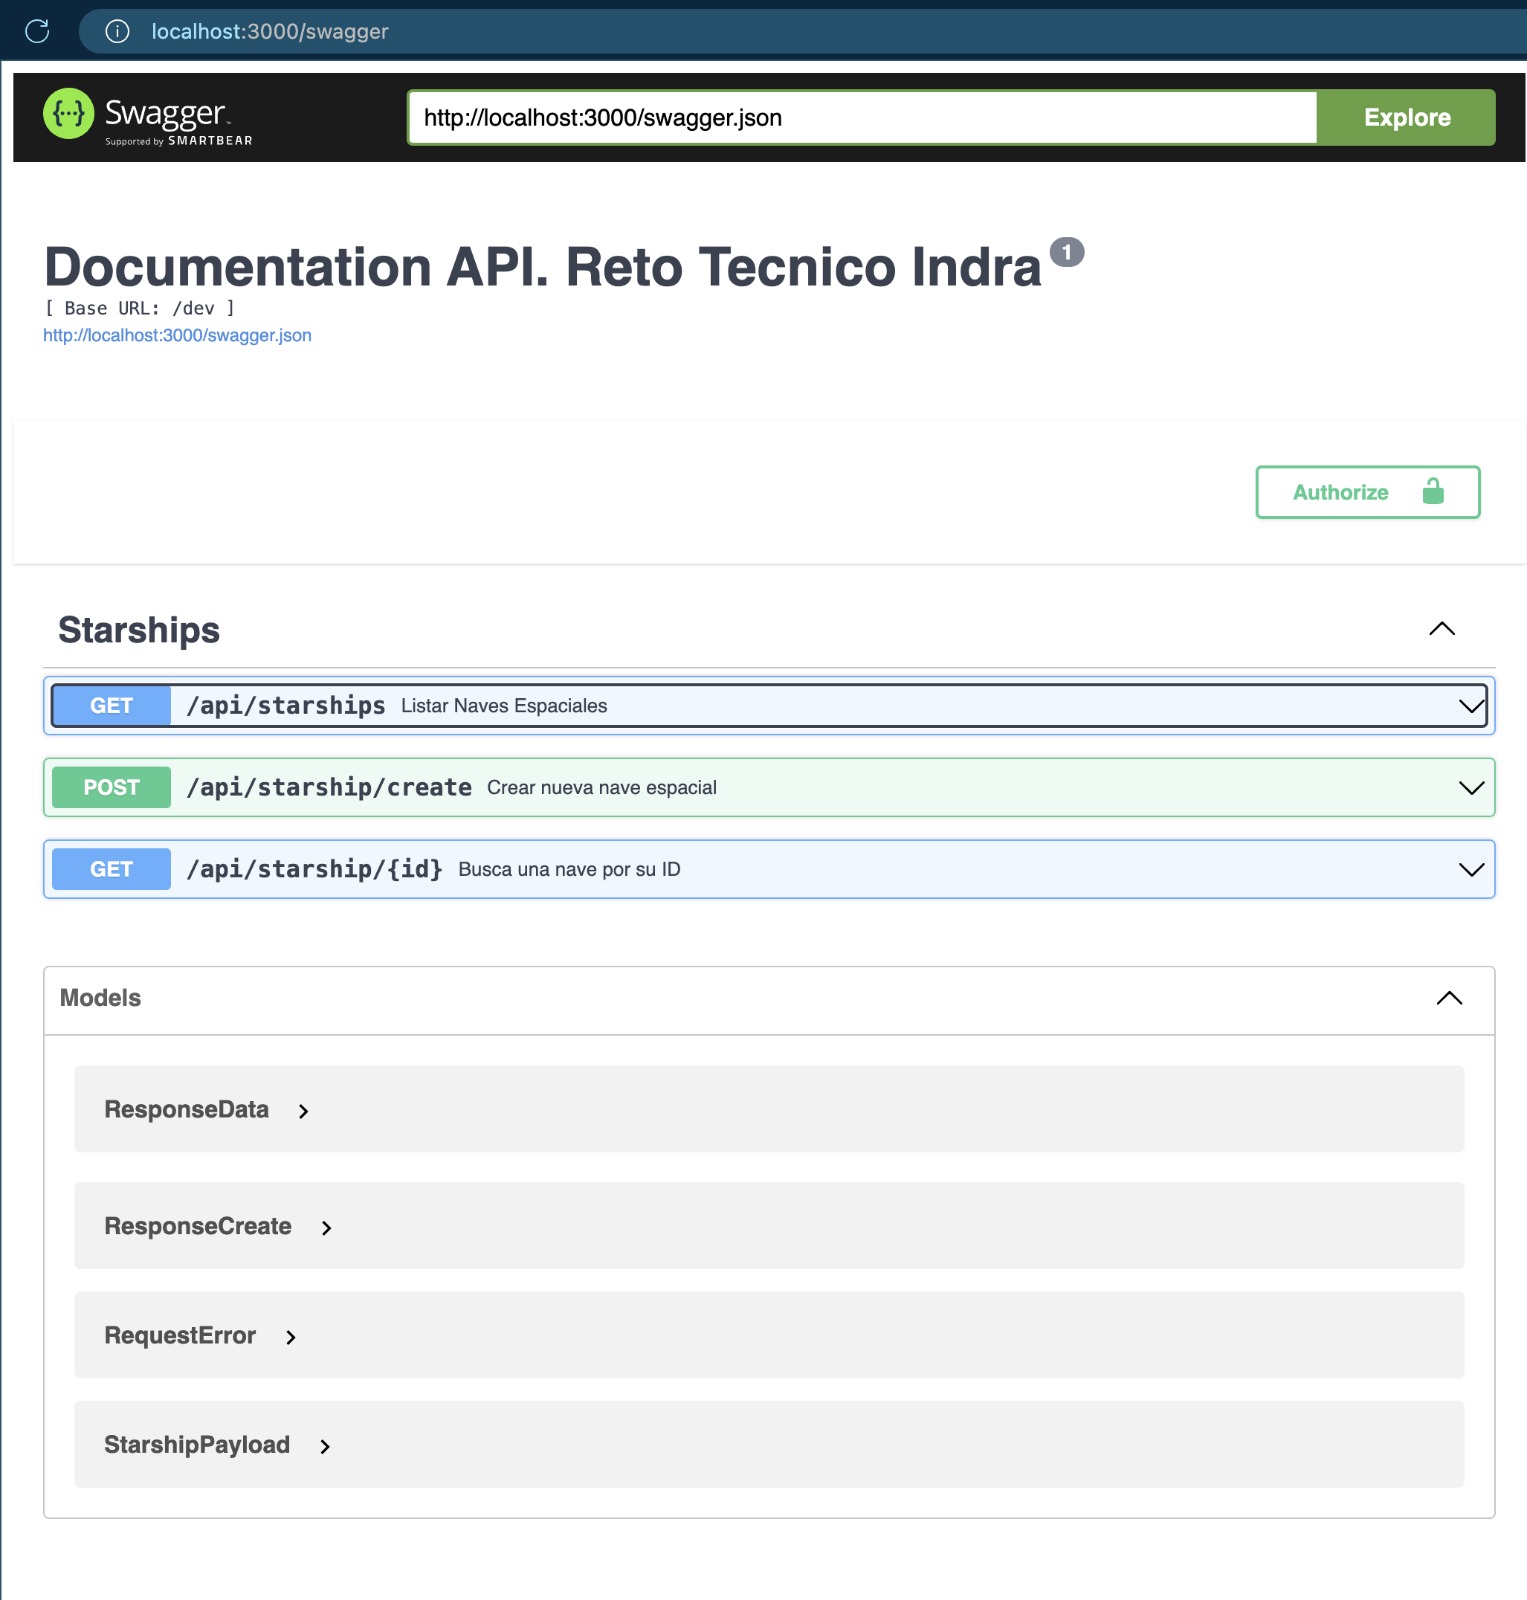 localhost:3000/swagger
{···} Swagger™
Supported by SMARTBEAR
http://localhost:3000/swagger.json
Explore
Documentation API. Reto Tecnico Indra 1
[ Base URL: /dev ]
http://localhost:3000/swagger.json
Authorize
Starships
GET /api/starships Listar Naves Espaciales
POST /api/starship/create Crear nueva nave espacial
GET /api/starship/{id} Busca una nave por su ID
Models
ResponseData
ResponseCreate
RequestError
StarshipPayload